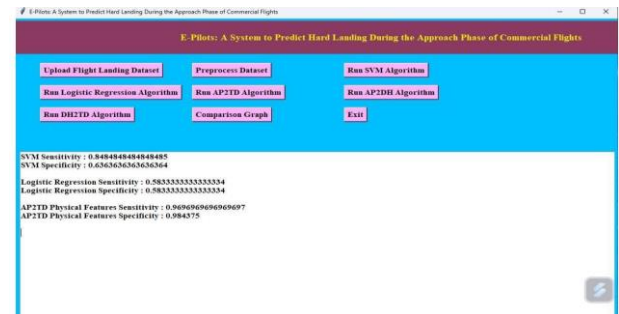 E-Pilots: A System to Predict Hard Landing During the Approach Phase of Commercial Flights
E-Pilots: A System to Predict Hard Landing During the Approach Phase of Commercial Flights
Upload Flight Landing Dataset Preprocess Dataset Run SVM Algorithm
Run Logistic Regression Algorithm Run AP2TD Algorithm Run AP2DH Algorithm
Run DH2TD Algorithm Comparison Graph Exit
SVM Sensitivity : 0.8484848484848485
SVM Specificity : 0.6363636363636364
Logistic Regression Sensitivity : 0.5833333333333334
Logistic Regression Specificity : 0.5833333333333334
AP2TD Physical Features Sensitivity : 0.9696969696969697
AP2TD Physical Features Specificity : 0.984375